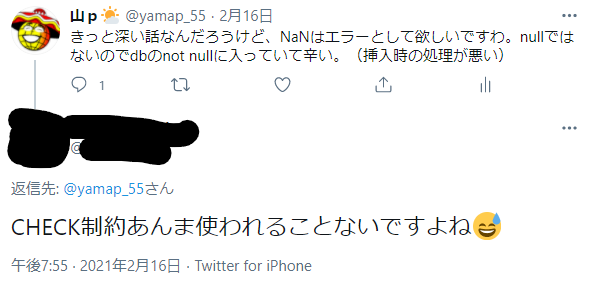 山p🌤 @yamap_55 · 2月16日
きっと深い話なんだろうけど、NaNはエラーとして欲しいですわ。nullでは
ないのでdbのnot nullに入っていて辛い。（挿入時の処理が悪い）
1
@
返信先: @yamap_55さん
CHECK制約あんま使われることないですよね😅
午後7:55 · 2021年2月16日 · Twitter for iPhone